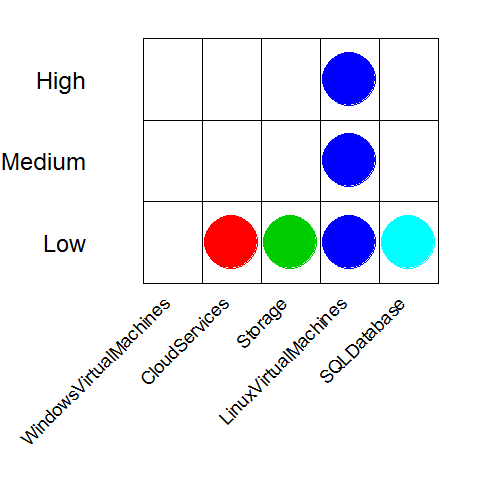 High
Medium
Low
WindowsVirtualMachines
CloudServices
Storage
LinuxVirtualMachines
SQLDatabase